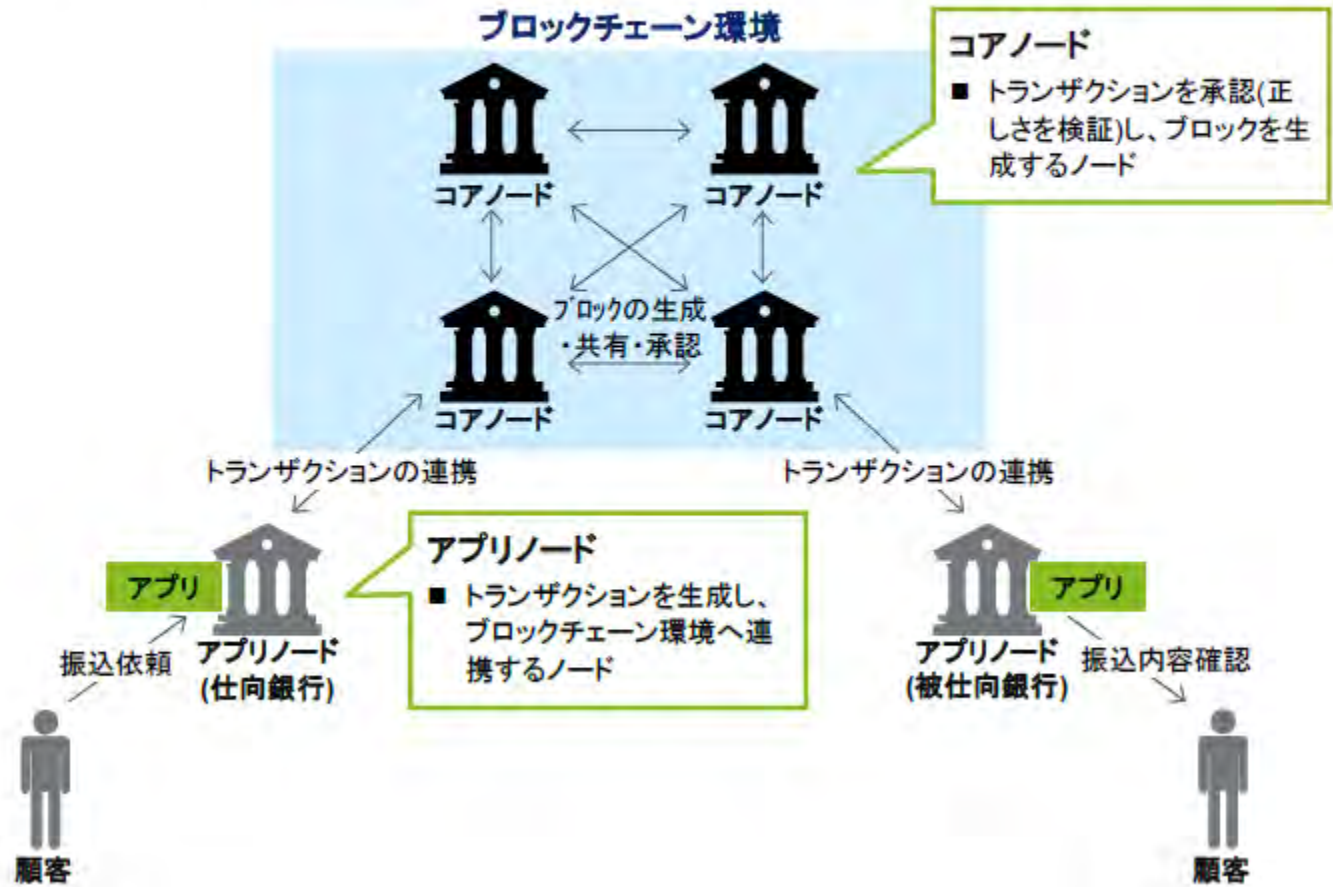 ブロックチェーン環境
コアノード
■ トランザクションを承認(正
しさを検証)し、ブロックを生
成するノード
コアノード
コアノード
ブロックの生成
・共有・承認
コアノード
コアノード
トランザクションの連携
トランザクションの連携
アプリノード
■ トランザクションを生成し、
ブロックチェーン環境へ連
携するノード
アプリ
アプリ
振込依頼
アプリノード
(仕向銀行)
アプリノード
(被仕向銀行)
振込内容確認
顧客
顧客